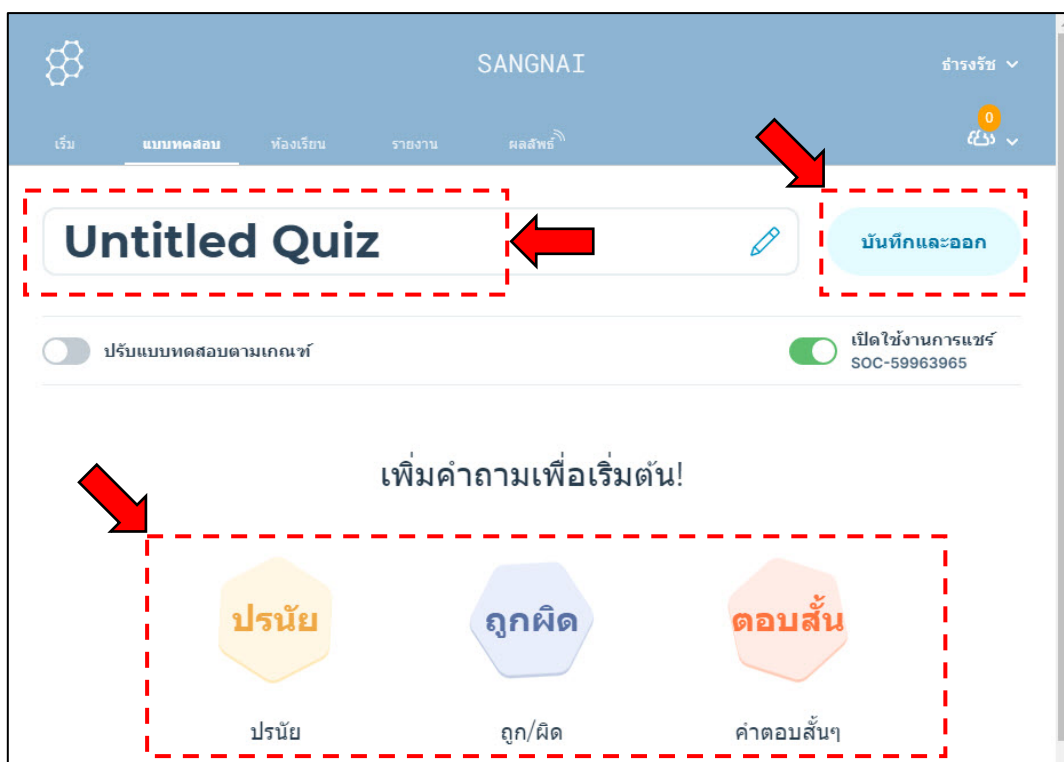 SANGNAI
ธำรงรัช
0
เริ่ม แบบทดสอบ ห้องเรียน รายงาน ผลลัพธ์
Untitled Quiz
บันทึกและออก
ปรับแบบทดสอบตามเกณฑ์
เปิดใช้งานการแชร์
SOC-59963965
เพิ่มคำถามเพื่อเริ่มต้น!
ปรนัย ถูกผิด ตอบสั้น
ปรนัย ถูก/ผิด คำตอบสั้นๆ